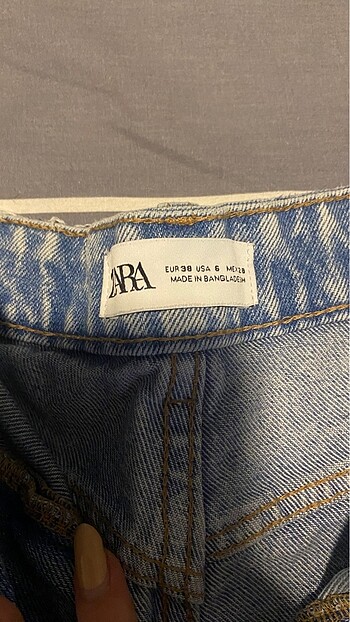 ZARA
EUR 38 USA 6 MEX 28
MADE IN BANGLADESH